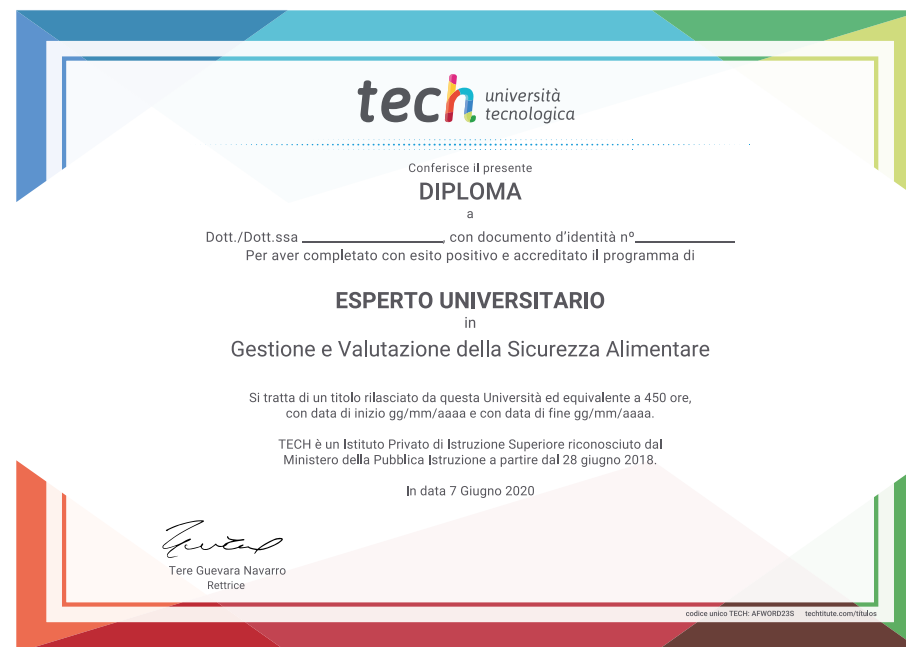 tech università
tecnologica
Conferisce il presente
DIPLOMA
a
Dott./Dott.ssa ________________, con documento d'identità nº____________
Per aver completato con esito positivo e accreditato il programma di
ESPERTO UNIVERSITARIO
in
Gestione e Valutazione della Sicurezza Alimentare
Si tratta di un titolo rilasciato da questa Università ed equivalente a 450 ore,
con data di inizio gg/mm/aaaa e con data di fine gg/mm/aaaa.
TECH è un Istituto Privato di Istruzione Superiore riconosciuto dal
Ministero della Pubblica Istruzione a partire dal 28 giugno 2018.
In data 7 Giugno 2020
Tere Guevara Navarro
Rettrice
codice unico TECH: AFWORD23S techtitute.com/titulos